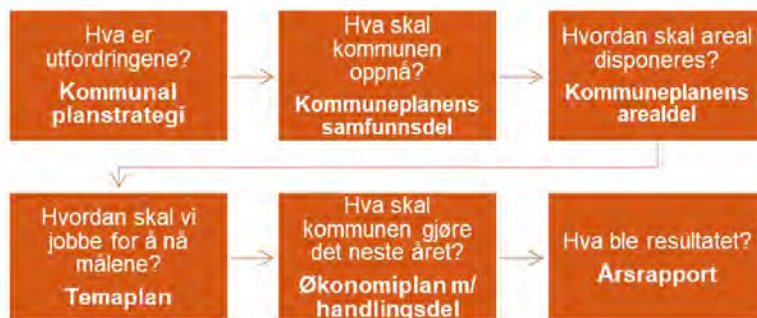 Hva er
utfordringene?
Kommunal
planstrategi
Hva skal
kommunen
oppnå?
Kommuneplanens
samfunnsdel
Hvordan skal areal
disponeres?
Kommuneplanens
arealdel
Hvordan skal vi
jobbe for å nå
målene?
Temaplan
Hva skal
kommunen gjøre
det neste året?
Økonomiplan m/
handlingsdel
Hva ble resultatet?
Årsrapport